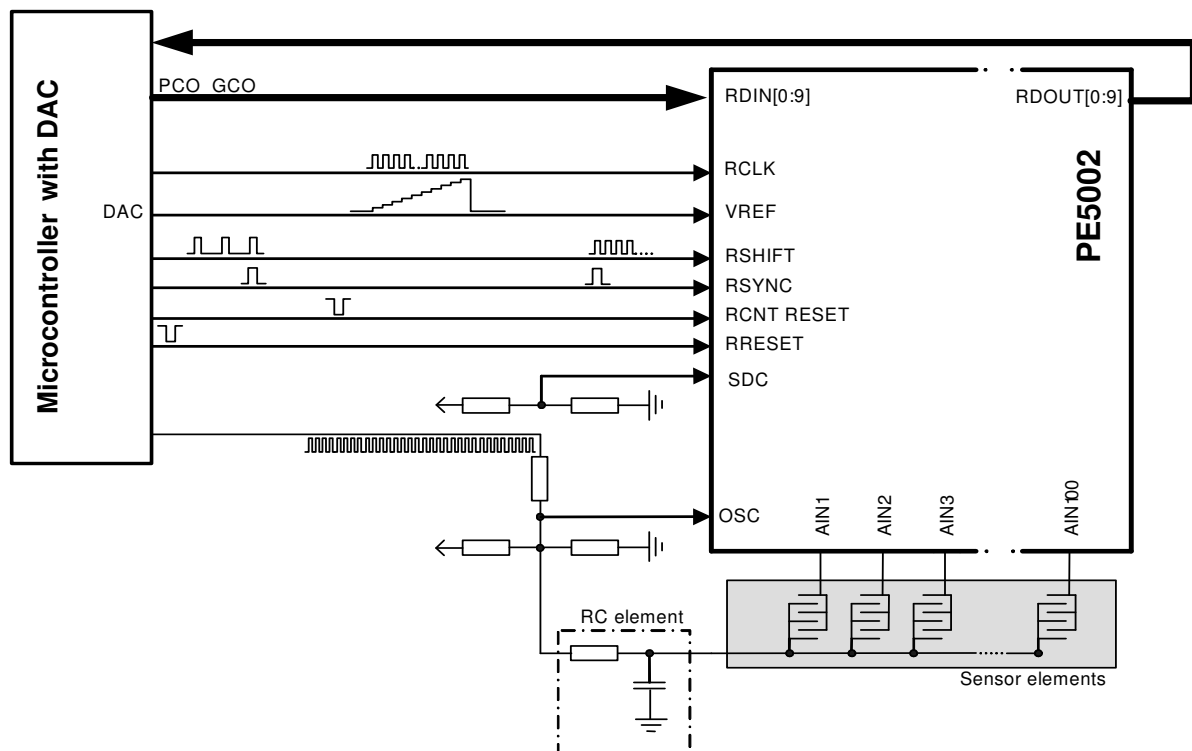 Microcontroller with DAC
PCO GCO
RDIN[0:9]
RDOUT[0:9]
PE5002
RCLK
DAC
VREF
RSHIFT
RSYNC
RCNT RESET
RRESET
SDC
OSC
AIN1
AIN2
AIN3
AIN100
RC element
Sensor elements